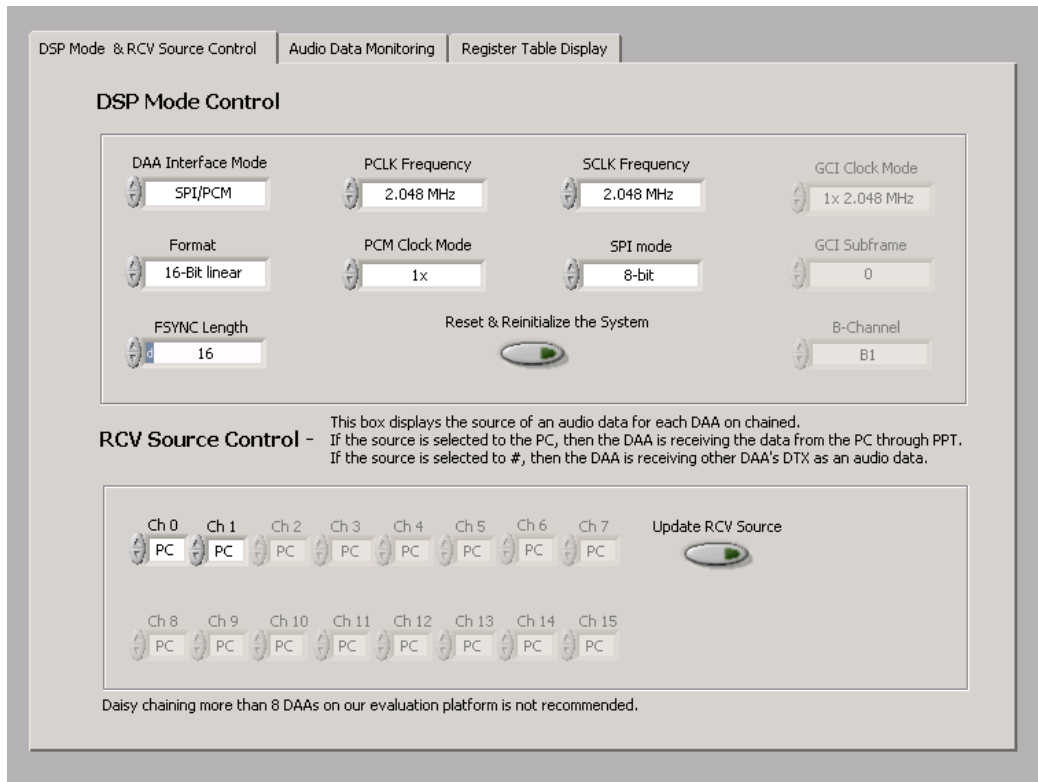 DSP Mode & RCV Source Control
Audio Data Monitoring
Register Table Display
DSP Mode Control
DAA Interface Mode
SPI/PCM
PCLK Frequency
2.048 MHz
SCLK Frequency
2.048 MHz
GCI Clock Mode
1x 2.048 MHz
Format
16-Bit linear
PCM Clock Mode
1x
SPI mode
8-bit
GCI Subframe
0
FSYNC Length
d 16
Reset & Reinitialize the System
B-Channel
B1
RCV Source Control -
This box displays the source of an audio data for each DAA on chained.
If the source is selected to the PC, then the DAA is receiving the data from the PC through PPT.
If the source is selected to #, then the DAA is receiving other DAA's DTX as an audio data.
Ch 0 Ch 1 Ch 2 Ch 3 Ch 4 Ch 5 Ch 6 Ch 7
PC PC PC PC PC PC PC PC
Update RCV Source
Ch 8 Ch 9 Ch 10 Ch 11 Ch 12 Ch 13 Ch 14 Ch 15
PC PC PC PC PC PC PC PC
Daisy chaining more than 8 DAAs on our evaluation platform is not recommended.